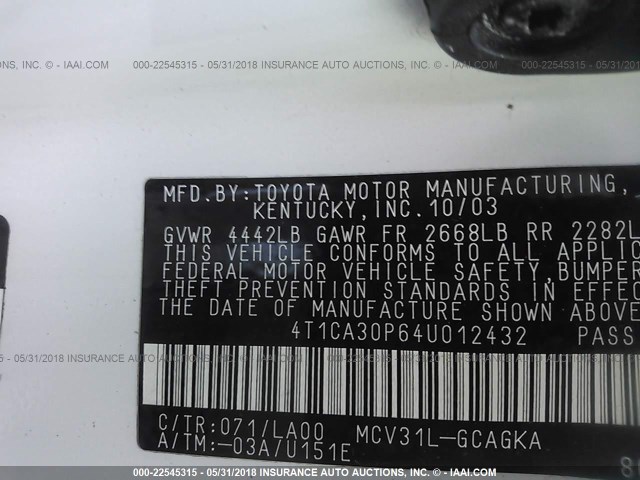 000-22545315 - 05/31/2018 INSURANCE AUTO AUCTIONS, INC. © - IAAI.COM
MFD.BY:TOYOTA MOTOR MANUFACTURING,
KENTUCKY,INC.10/03
GVWR 4442LB GAWR FR 2668LB RR 2282L
THIS VEHICLE CONFORMS TO ALL APPLIC
FEDERAL MOTOR VEHICLE SAFETY,BUMPER
THEFT PREVENTION STANDARDS IN EFFEC
THE DATE OF MANUFACTURE SHOWN ABOVE
4T1CA30P64U012432 PASS
000-22545315 - 05/31/2018 INSURANCE AUTO AUCTIONS, INC. © - IAAI.COM
C/TR:071/LA00 MCV31L-GCAGKA
A/TM:-03A/U151E
000-22545315 - 05/31/2018 INSURANCE AUTO AUCTIONS, INC. © - IAAI.COM